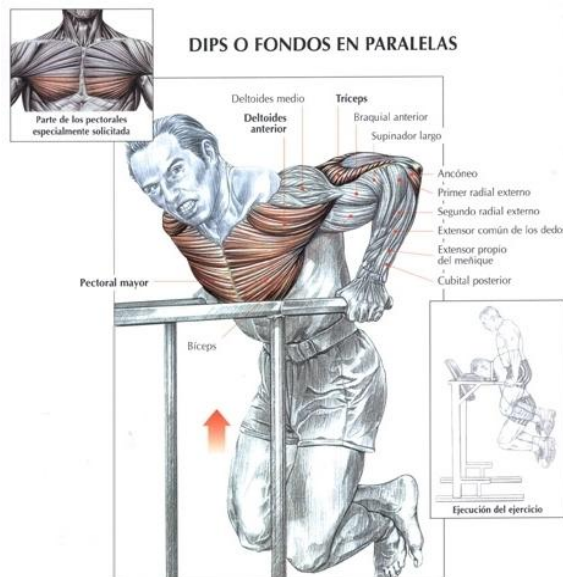 DIPS O FONDOS EN PARALELAS
Parte de los pectorales
especialmente solicitada
Deltoides medio
Deltoides
anterior
Tríceps
Braquial anterior
Supinador largo
Ancóneo
Primer radial externo
Segundo radial externo
Extensor común de los dedo
Extensor propio
del meñique
Cubital posterior
Pectoral mayor
Bíceps
Ejecución del ejercicio